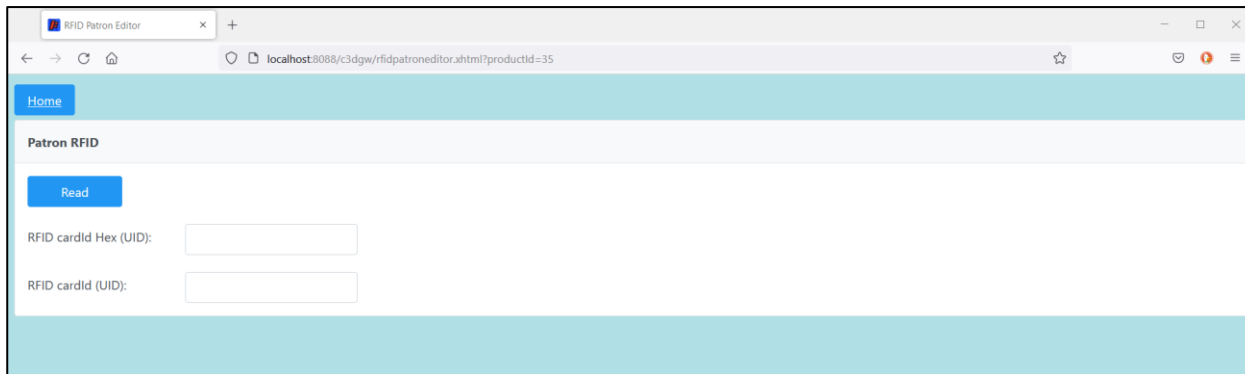 RFID Patron Editor
localhost:8088/c3dgw/rfidpatroneditor.xhtml?productId=35
Home
Patron RFID
Read
RFID cardId Hex (UID):
RFID cardId (UID):